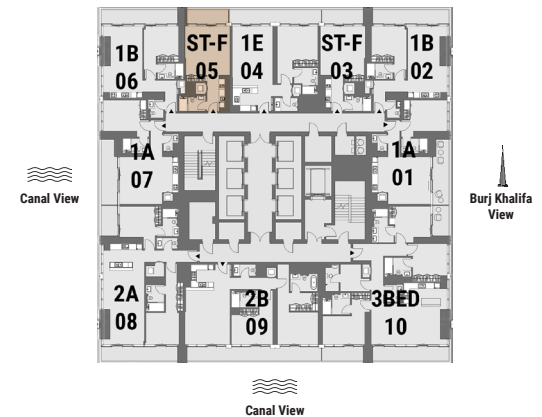 1B
06
ST-F
05
1E
04
ST-F
03
1B
02
1A
07
1A
01
Canal View
Burj Khalifa
View
2A
08
2B
09
3BED
10
Canal View